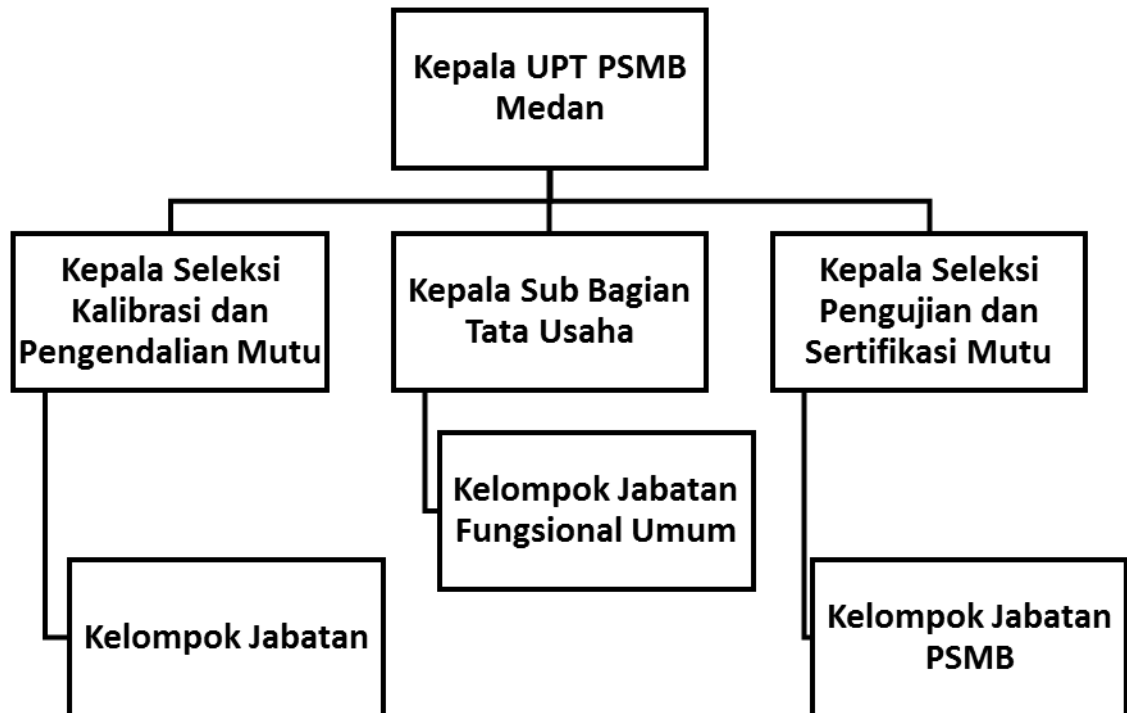 Kepala UPT PSMB
Medan
Kepala Seleksi
Kalibrasi dan
Pengendalian Mutu
Kepala Sub Bagian
Tata Usaha
Kepala Seleksi
Pengujian dan
Sertifikasi Mutu
Kelompok Jabatan
Fungsional Umum
Kelompok Jabatan
Kelompok Jabatan
PSMB